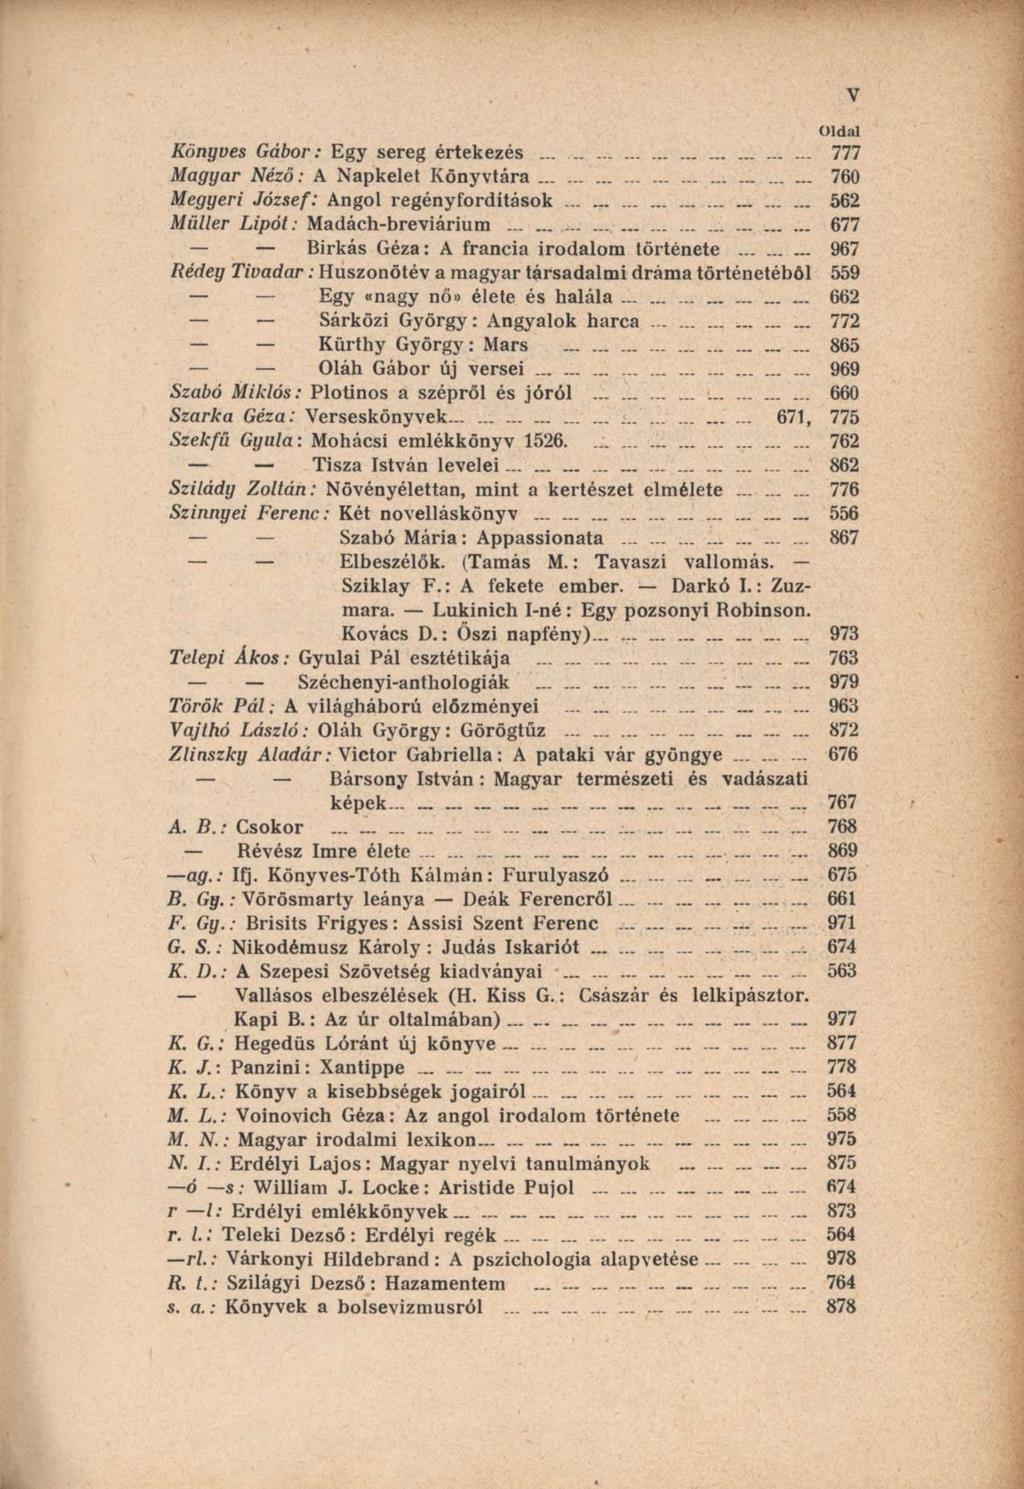 V
Oldal
Könyves Gábor: Egy sereg értekezés 777
Magyar Néző: A Napkelet Könyvtára 760
Megyeri József: Angol regényfordítások 562
Müller Lipót: Madách-breviárium 677
— — Birkás Géza: A francia irodalom története 967
Rédey Tivadar: Huszonötév a magyar társadalmi dráma történetéből 559
— — Egy «nagy nő» élete és halála 662
— — Sárközi György: Angyalok harca 772
— — Kürthy György: Mars 865
— — Oláh Gábor új versei 969
Szabó Miklós: Plotinos a szépről és jóról 660
Szarka Géza: Verseskönyvek 671, 775
Szekfű Gyula: Mohácsi emlékkönyv 1526. 762
— — Tisza István levelei 862
Szilády Zoltán: Növényélettan, mint a kertészet elmélete 776
Szinnyei Ferenc: Két novelláskönyv 556
— — Szabó Mária: Appassionata 867
— — Elbeszélők. (Tamás M.: Tavaszi vallomás. —
Sziklay F.: A fekete ember. — Darkó I.: Zuz-
mara. — Lukinich I-né: Egy pozsonyi Robinson.
Kovács D.: Őszi napfény) 973
Telepi Ákos: Gyulai Pál esztétikája 763
— — Széchenyi-anthologiák 979
Török Pál: A világháború előzményei 963
Vajthó László: Oláh György: Görögtűz 872
Zlinszky Aladár: Victor Gabriella: A pataki vár gyöngye 676
— — Bársony István: Magyar természeti és vadászati
képek 767
A. B.: Csokor 768
— Révész Imre élete 869
—ag.: Ifj. Könyves-Tóth Kálmán: Furulyaszó 675
B. Gy.: Vörösmarty leánya — Deák Ferencről 661
F. Gy.: Brisits Frigyes: Assisi Szent Ferenc 971
G. S.: Nikodémusz Károly: Judás Iskariót 674
K. D.: A Szepesi Szövetség kiadványai 563
— Vallásos elbeszélések (H. Kiss G.: Császár és lelkipásztor.
Kapi B.: Az úr oltalmában) 977
K. G.: Hegedüs Lóránt új könyve 877
K. J.: Panzini: Xantippe 778
K. L.: Könyv a kisebbségek jogairól 564
M. L.: Voinovich Géza: Az angol irodalom története 558
M. N.: Magyar irodalmi lexikon 975
N. I.: Erdélyi Lajos: Magyar nyelvi tanulmányok 875
—ó —s: William J. Locke: Aristide Pujol 674
r —l: Erdélyi emlékkönyvek 873
r. l.: Teleki Dezső: Erdélyi regék 564
—rl.: Várkonyi Hildebrand: A pszichologia alapvetése 978
R. t.: Szilágyi Dezső: Hazamentem 764
s. a.: Könyvek a bolsevizmusról 878